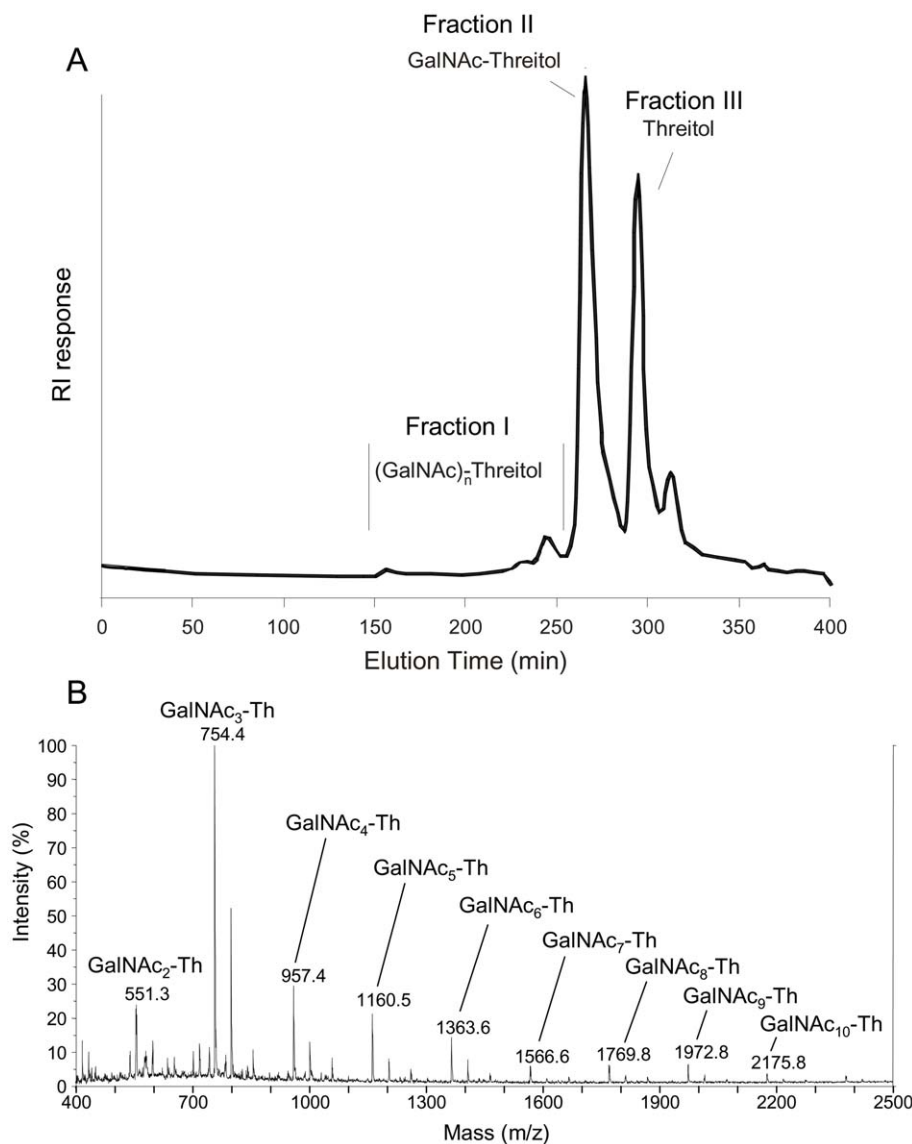 A
Fraction II
GalNAc-Threitol
Fraction III
Threitol
Fraction I
(GalNAc)n-Threitol
RI response
0 50 100 150 200 250 300 350 400
Elution Time (min)
B
GalNAc3-Th
754.4
GalNAc4-Th
GalNAc5-Th
GalNAc6-Th
GalNAc7-Th
GalNAc8-Th
GalNAc9-Th
GalNAc10-Th
GalNAc2-Th
551.3
957.4
1160.5
1363.6
1566.6
1769.8
1972.8
2175.8
100
90
80
70
60
50
40
30
20
10
0
Intensity (%)
400 700 1000 1300 1600 1900 2200 2500
Mass (m/z)